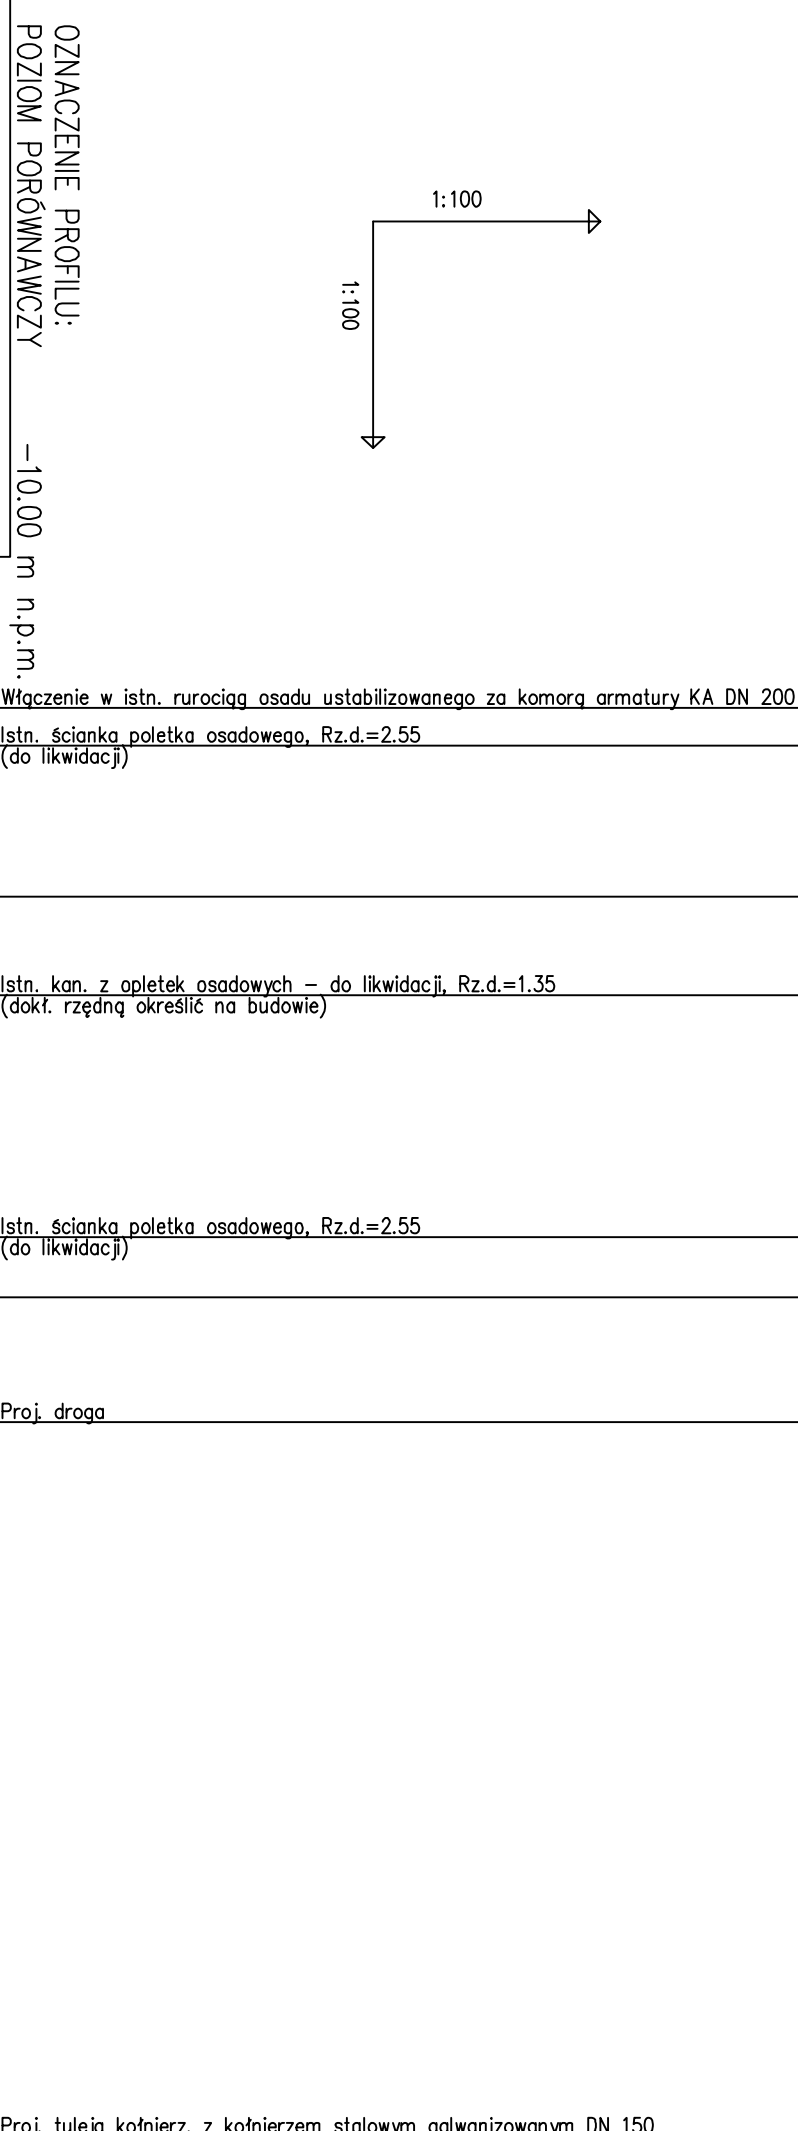 OZNACZENIE PROFILU:
POZIOM PORÓWNAWCZY -10.00 m n.p.m.
1:100
1:100
Włączenie w istn. rurociąg osadu ustabilizowanego za komorą armatury KA DN 200
Istn. ścianka poletka osadowego, Rz.d.=2.55
(do likwidacji)
Istn. kan. z opletek osadowych – do likwidacji, Rz.d.=1.35
(dokł. rzędną określić na budowie)
Istn. ścianka poletka osadowego, Rz.d.=2.55
(do likwidacji)
Proj. droga
Proj. tuleja kołnierz. z kołnierzem stalowym galwanizowanym DN 150